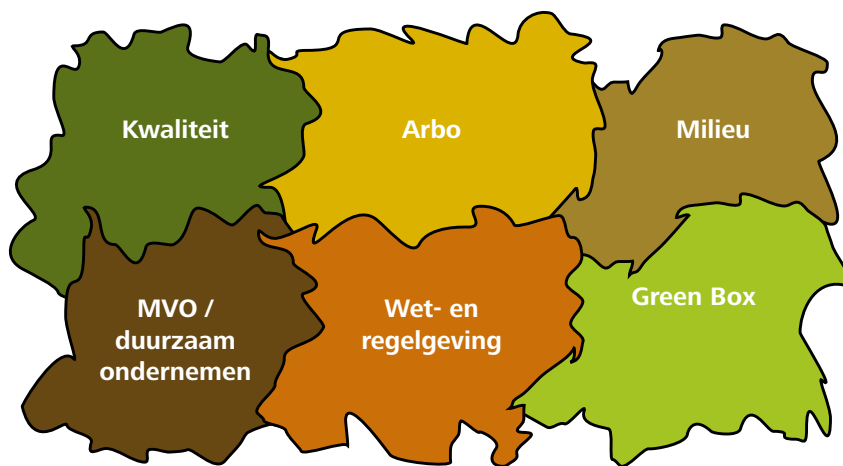 Kwaliteit
Arbo
Milieu
MVO /
duurzaam
ondernemen
Wet- en
regelgeving
Green Box